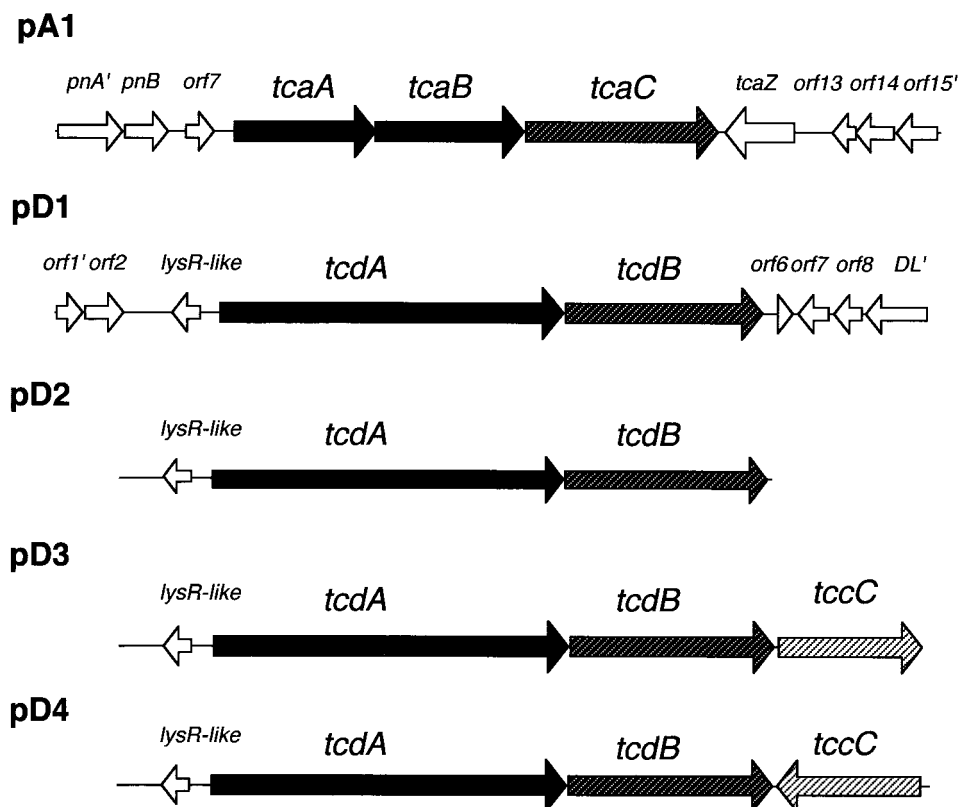 pA1
pnA' pnB orf7 tcaA tcaB tcaC tcaZ orf13 orf14 orf15'
pD1
orf1' orf2 lysR-like tcdA tcdB orf6 orf7 orf8 DL'
pD2
lysR-like tcdA tcdB
pD3
lysR-like tcdA tcdB tccC
pD4
lysR-like tcdA tcdB tccC